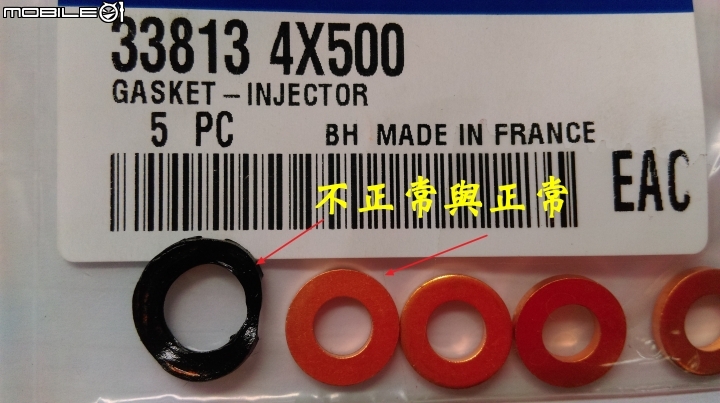 MOBILE01
33813 4X500
GASKET – INJECTOR
5 PC BH MADE IN FRANCE
EAC
不正常與正常